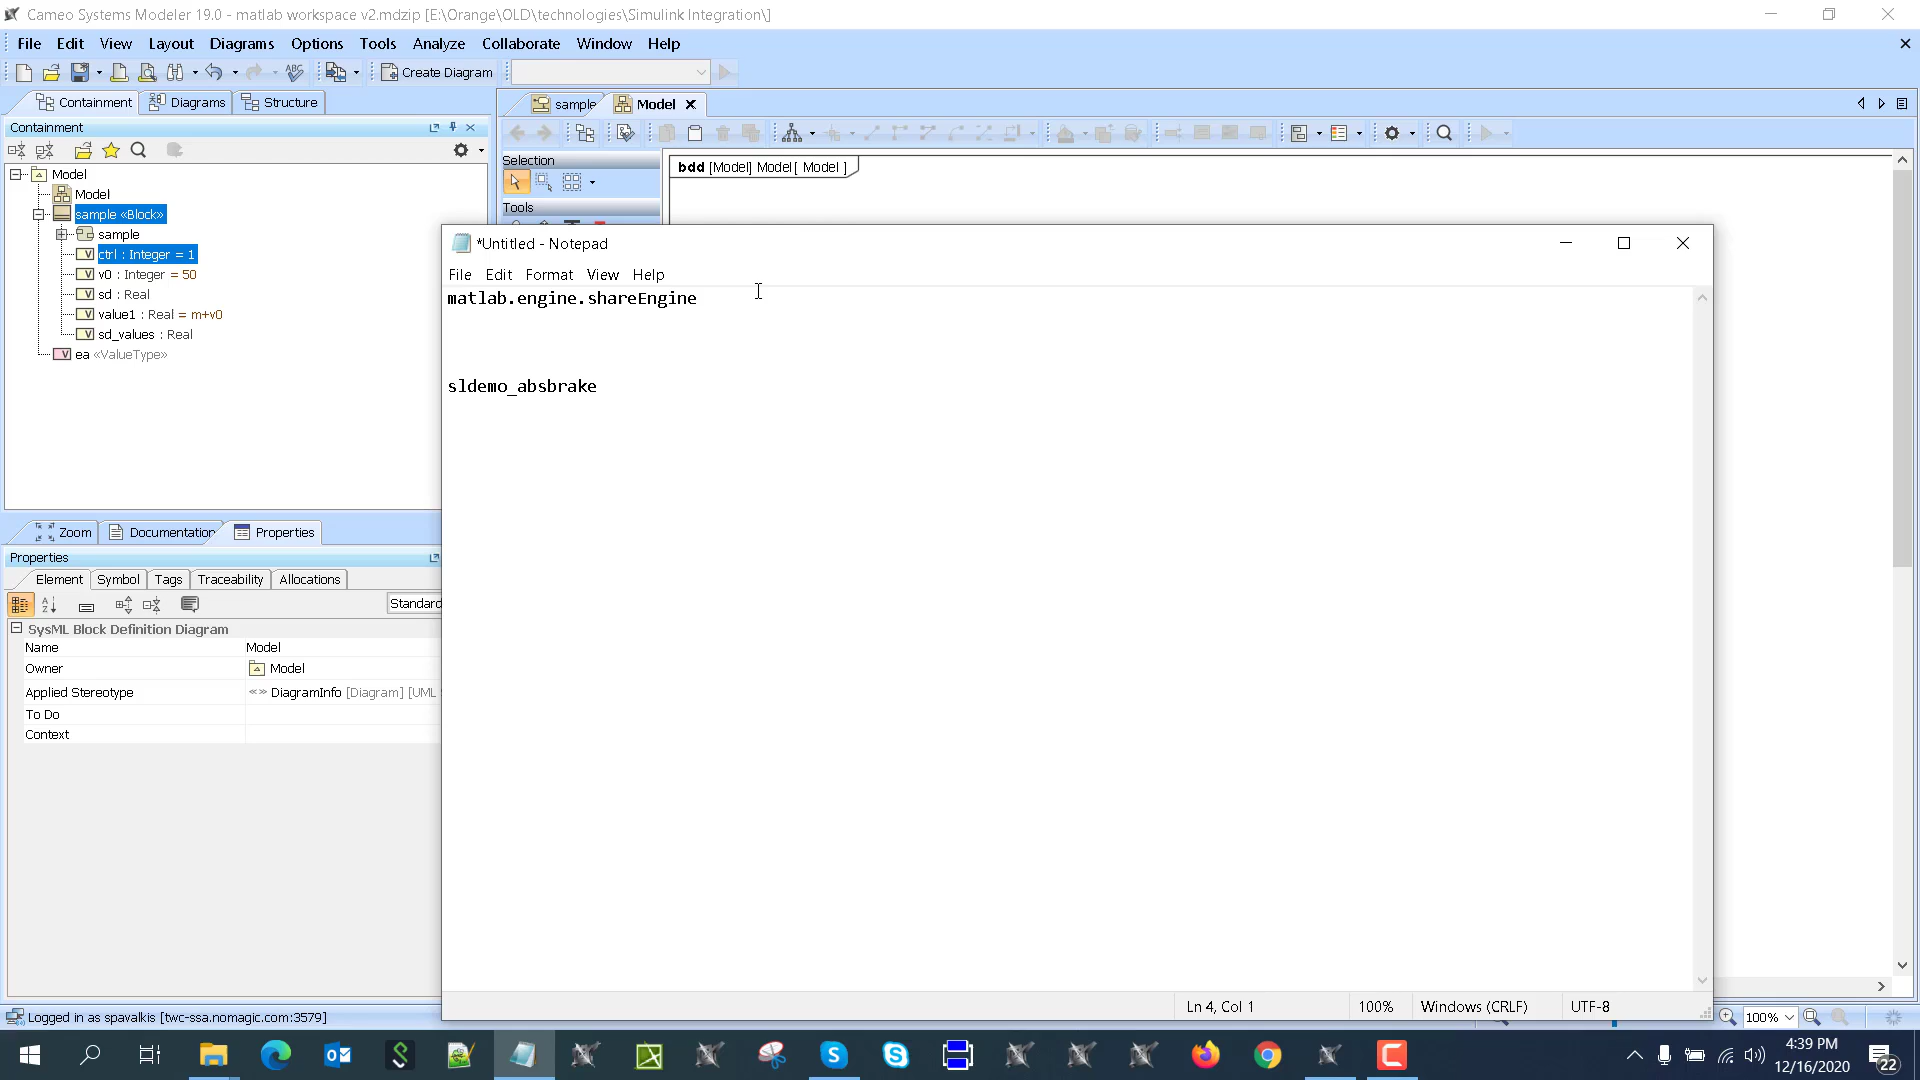 Cameo Systems Modeler 19.0 - matlab workspace v2.mdzip [E:\Orange\OLD\technologies\Simulink Integration\]
File Edit View Layout Diagrams Options Tools Analyze Collaborate Window Help
Create Diagram
Containment Diagrams Structure
sample Model
Containment
Model
Model
sample «Block»
sample
ctrl : Integer = 1
v0 : Integer = 50
sd : Real
value1 : Real = m+v0
sd_values : Real
ea «ValueType»
Selection
Tools
bdd [Model] Model[ Model ]
*Untitled - Notepad
File Edit Format View Help
matlab.engine.shareEngine
sldemo_absbrake
Ln 4, Col 1 100% Windows (CRLF) UTF-8
Zoom Documentation Properties
Properties
Element Symbol Tags Traceability Allocations
Standard
SysML Block Definition Diagram
Name Model
Owner Model
Applied Stereotype «» DiagramInfo [Diagram] [UML
To Do
Context
Logged in as spavalkis [twc-ssa.nomagic.com:3579]
100%
4:39 PM
12/16/2020
22